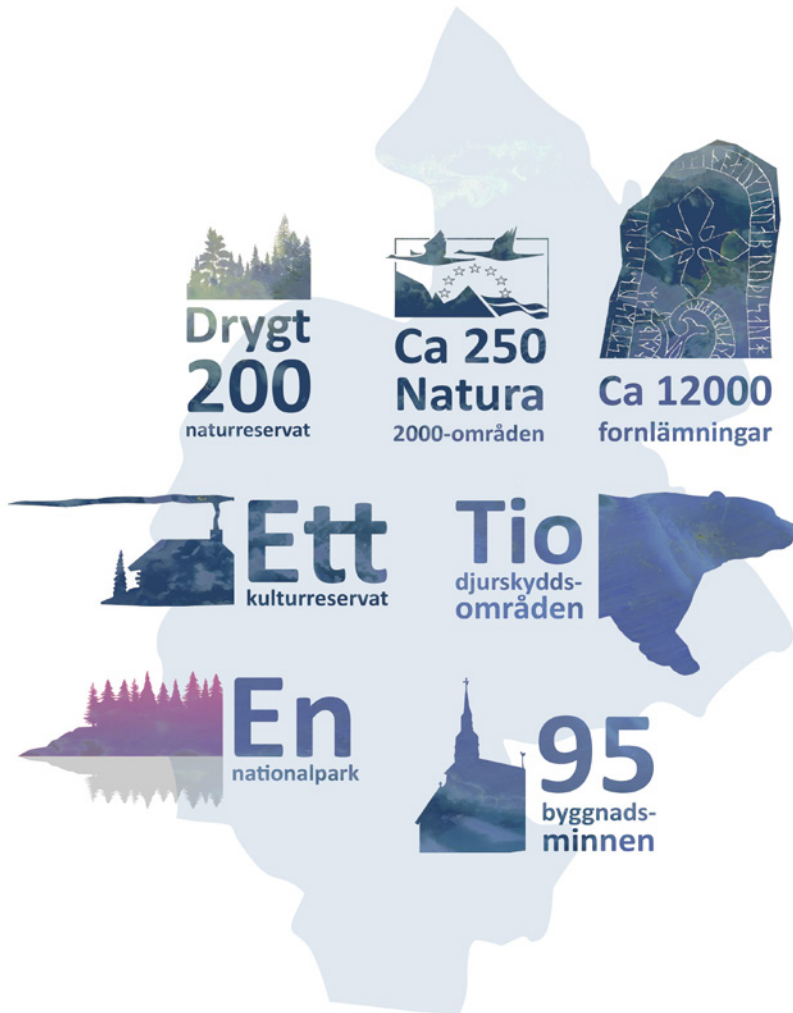 Drygt
200
naturreservat
Ca 250
Natura
2000-områden
Ca 12000
fornlämningar
Ett
kulturreservat
Tio
djurskydds-
områden
En
nationalpark
95
byggnads-
minnen